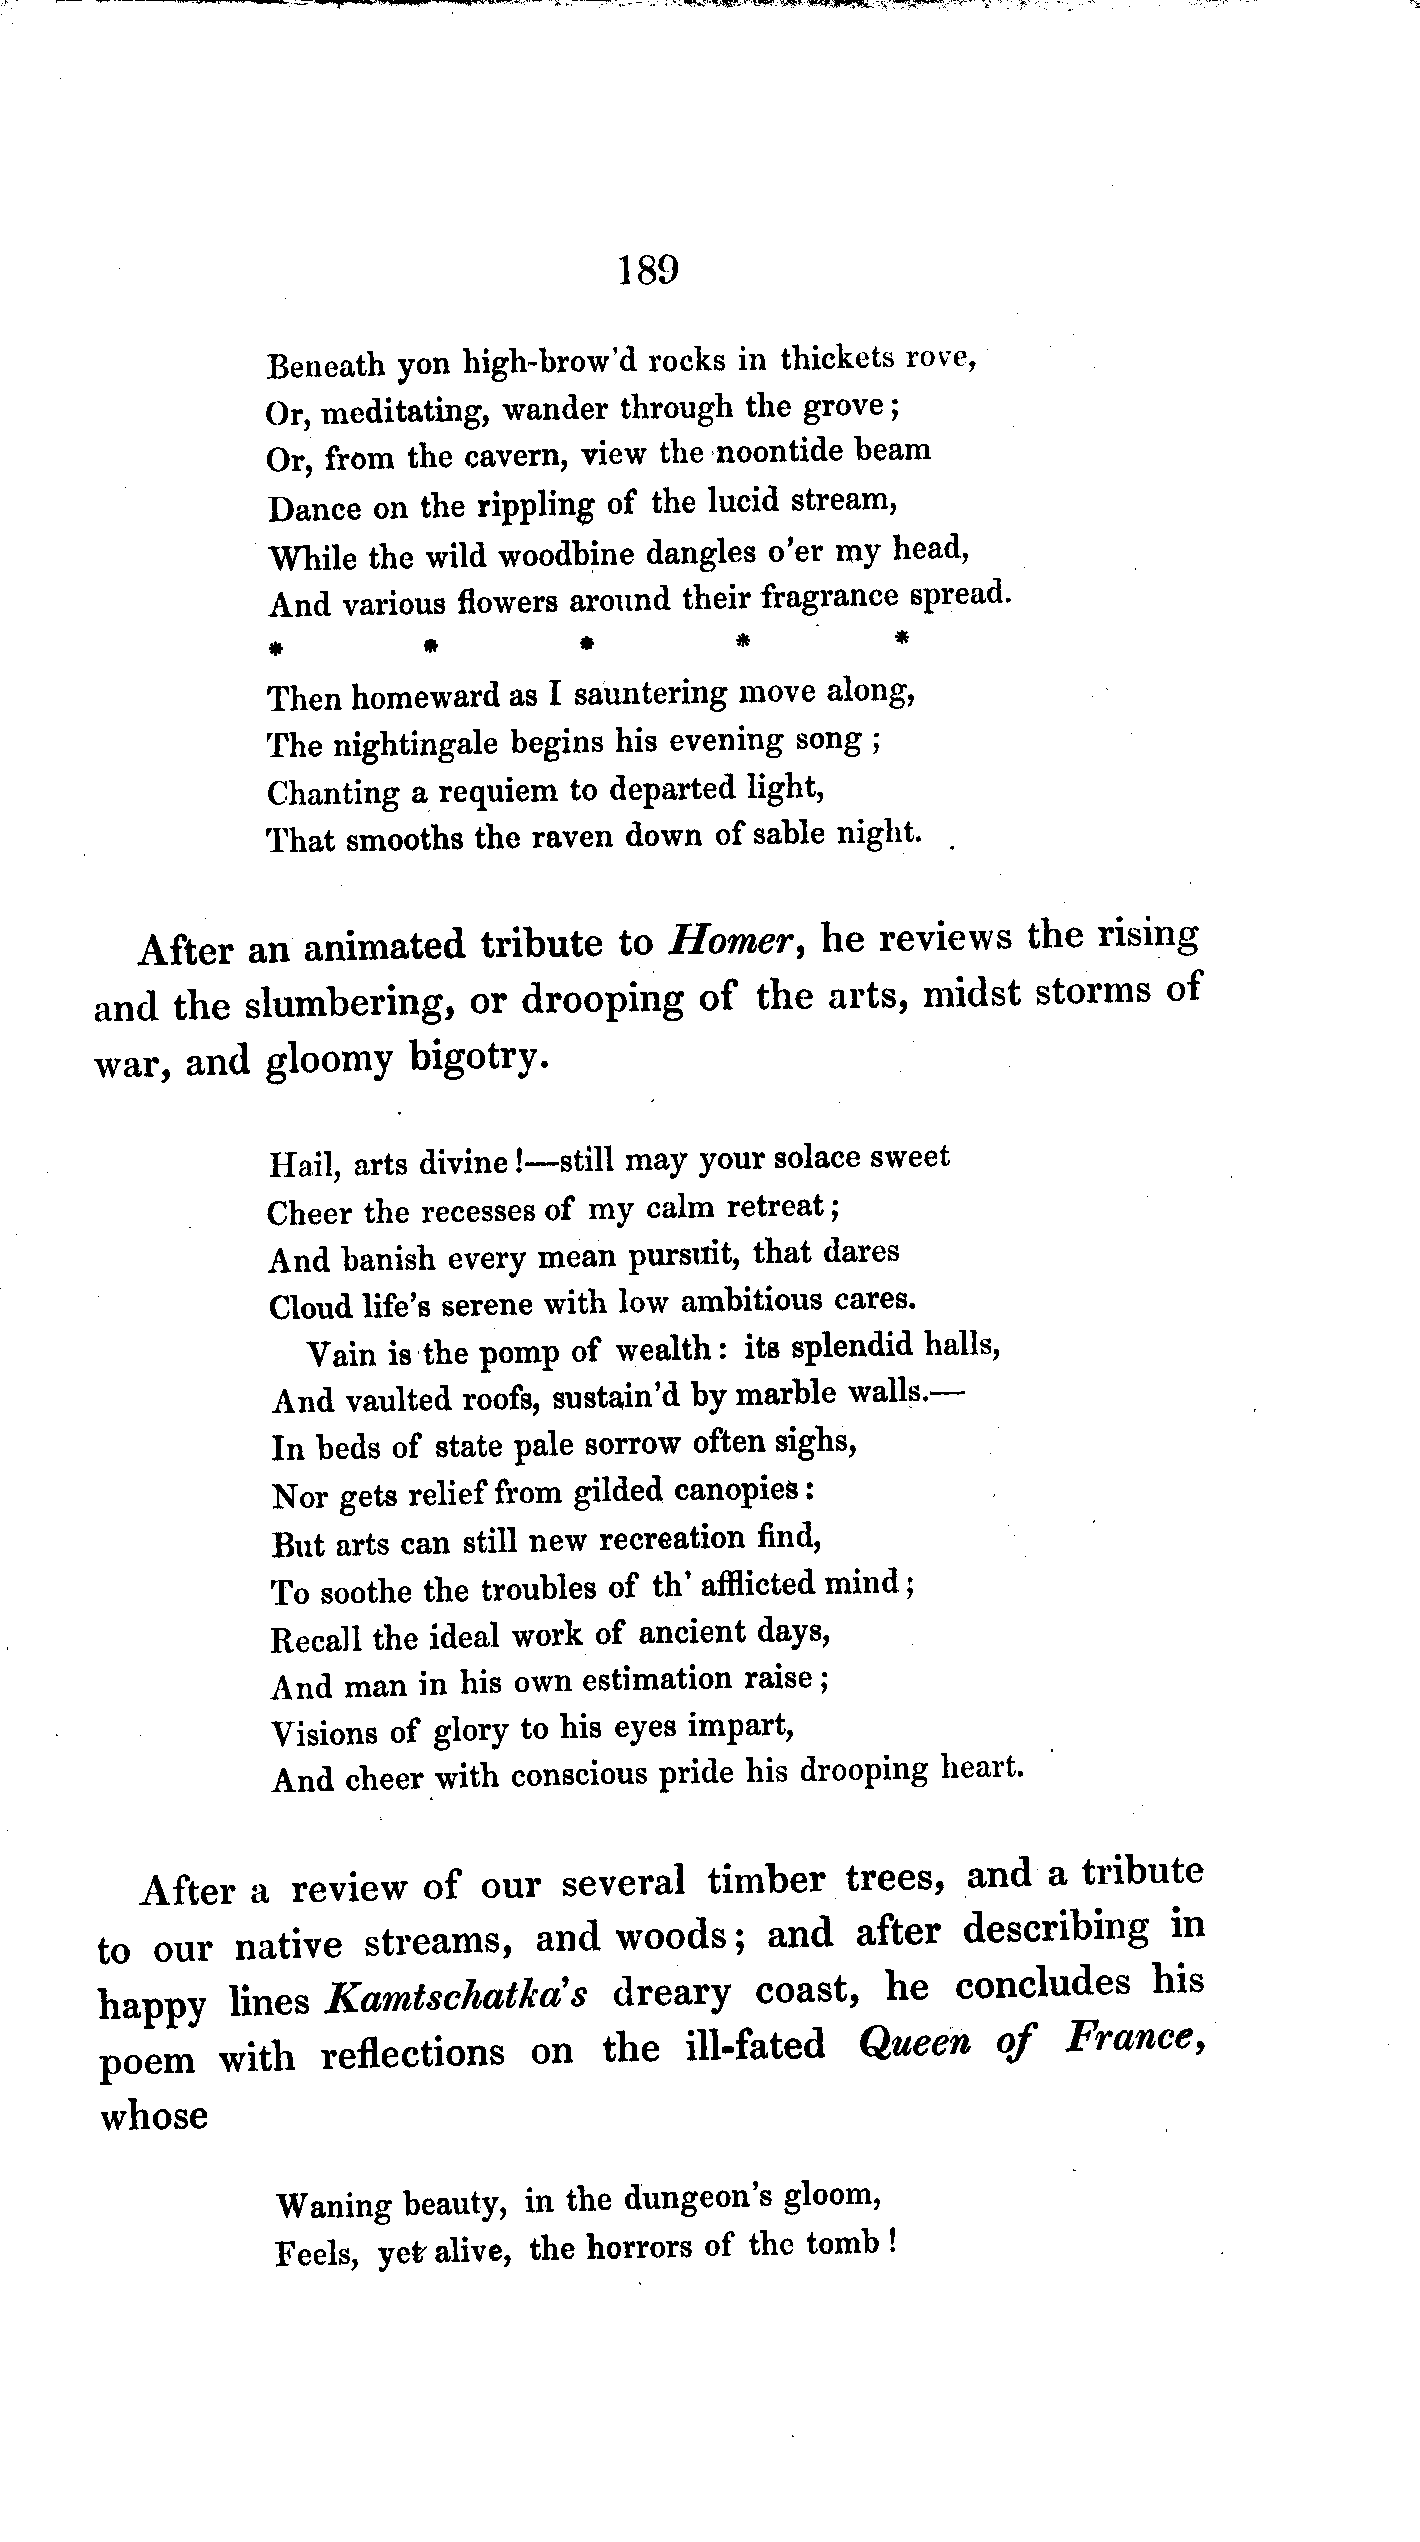 189
Beneath yon high-brow'd rocks in thickets rove,
Or, meditating, wander through the grove;
Or, from the cavern, view the noontide beam
Dance on the rippling of the lucid stream,
While the wild woodbine dangles o'er my head,
And various flowers around their fragrance spread.
* * * * *
Then homeward as I sauntering move along,
The nightingale begins his evening song ;
Chanting a requiem to departed light,
That smooths the raven down of sable night.
After an animated tribute to Homer, he reviews the rising
and the slumbering, or drooping of the arts, midst storms of
war, and gloomy bigotry.
Hail, arts divine !—still may your solace sweet
Cheer the recesses of my calm retreat;
And banish every mean pursuit, that dares
Cloud life's serene with low ambitious cares.
Vain is the pomp of wealth: its splendid halls,
And vaulted roofs, sustain'd by marble walls.—
In beds of state pale sorrow often sighs,
Nor gets relief from gilded canopies:
But arts can still new recreation find,
To soothe the troubles of th' afflicted mind;
Recall the ideal work of ancient days,
And man in his own estimation raise;
Visions of glory to his eyes impart,
And cheer with conscious pride his drooping heart.
After a review of our several timber trees, and a tribute
to our native streams, and woods; and after describing in
happy lines Kamtschatka's dreary coast, he concludes his
poem with reflections on the ill-fated Queen of France,
whose
Waning beauty, in the dungeon's gloom,
Feels, yet alive, the horrors of the tomb !